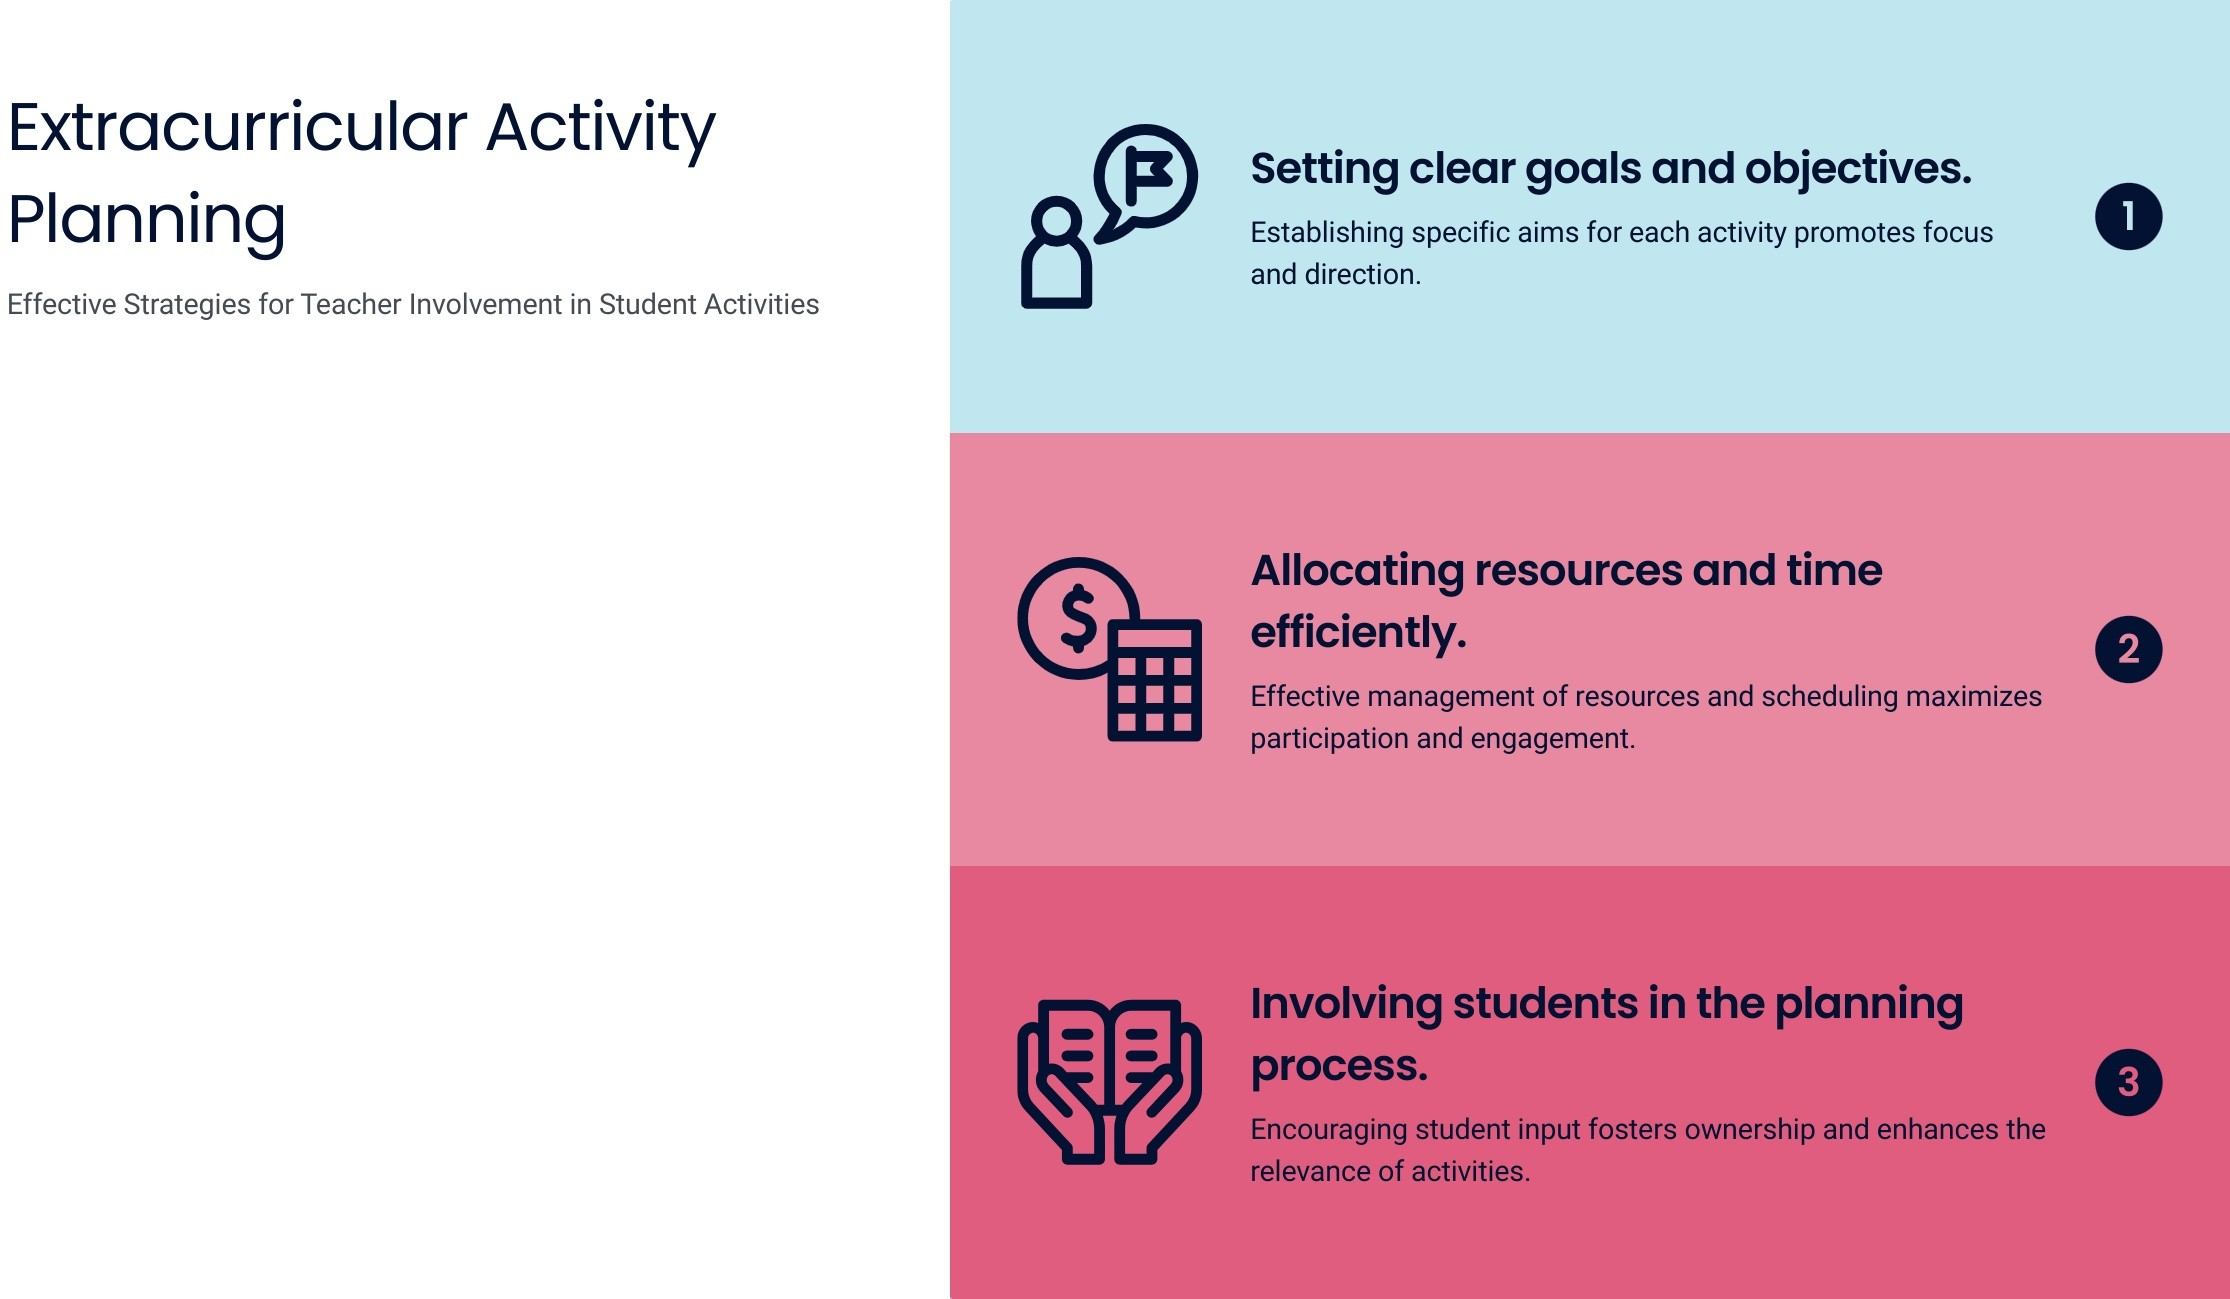 Extracurricular Activity
Planning
Effective Strategies for Teacher Involvement in Student Activities
Setting clear goals and objectives.
Establishing specific aims for each activity promotes focus
and direction.
1
$
Allocating resources and time
efficiently.
Effective management of resources and scheduling maximizes
participation and engagement.
2
Involving students in the planning
process.
Encouraging student input fosters ownership and enhances the
relevance of activities.
3